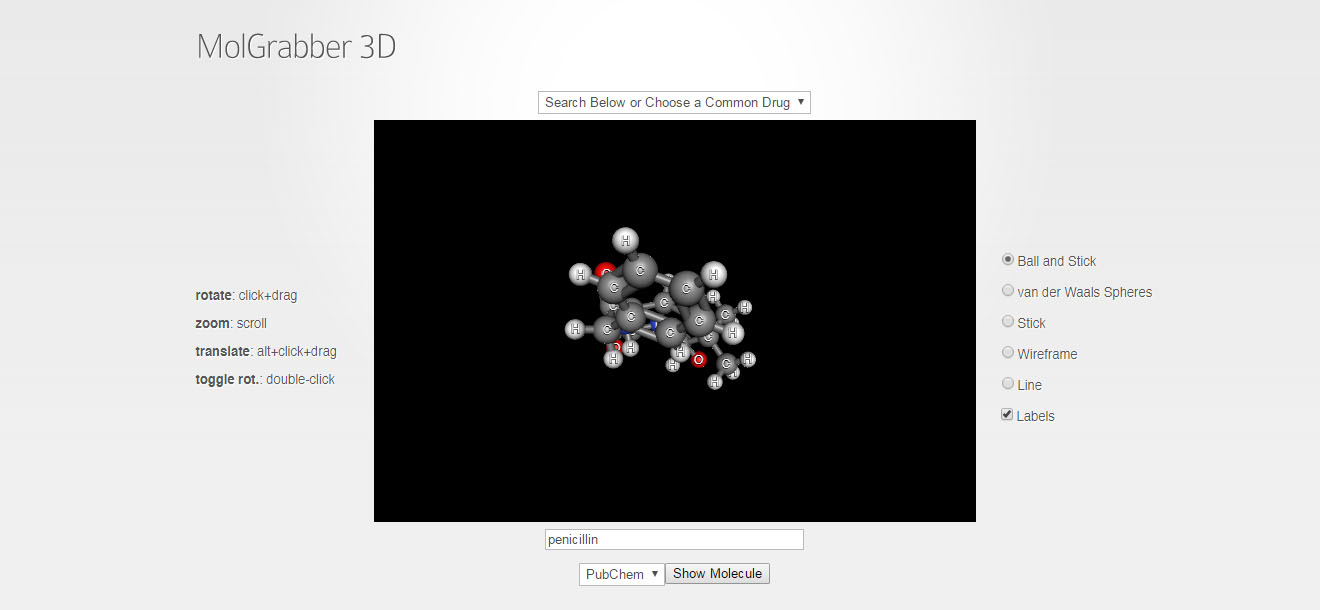 MolGrabber 3D
Search Below or Choose a Common Drug
rotate: click+drag
zoom: scroll
translate: alt+click+drag
toggle rot.: double-click
H
H O C C H
C C H H
H C C C C C H
O H H C H
H H O C H
H H
Ball and Stick
van der Waals Spheres
Stick
Wireframe
Line
Labels
penicillin
PubChem Show Molecule